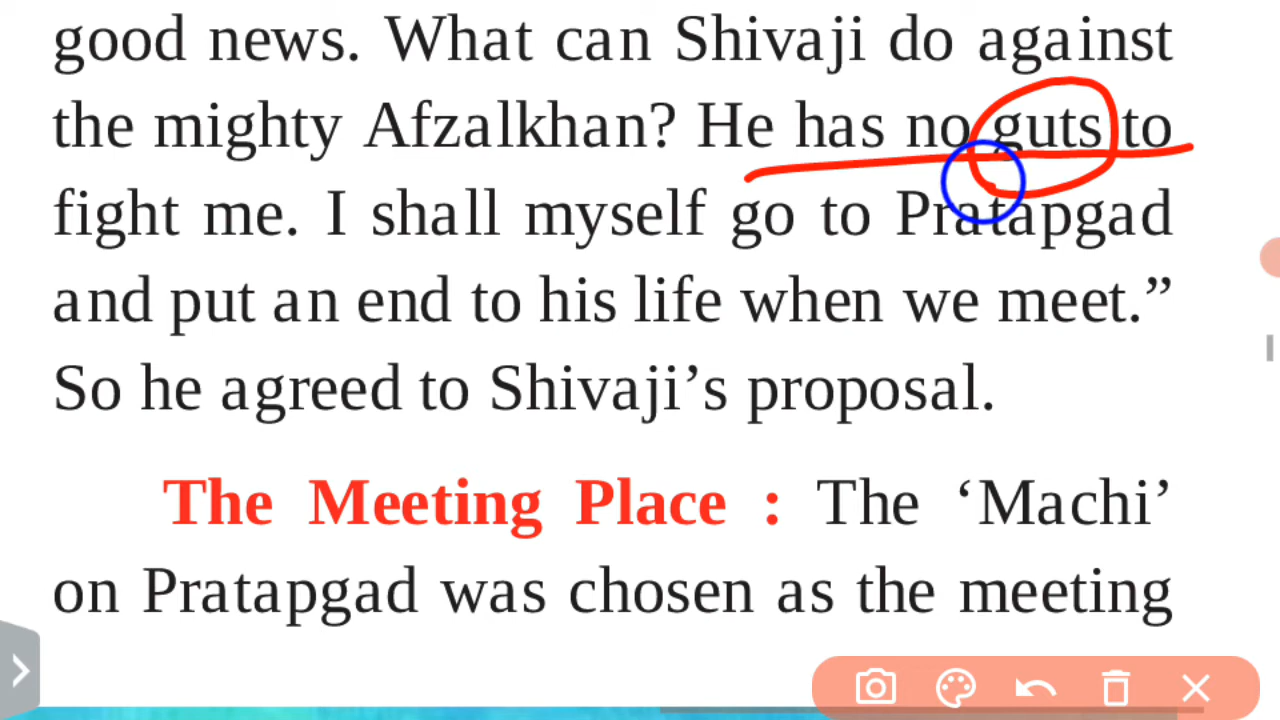 good news. What can Shivaji do against
the mighty Afzalkhan? He has no guts to
fight me. I shall myself go to Pratapgad
and put an end to his life when we meet.”
So he agreed to Shivaji’s proposal.
The Meeting Place : The ‘Machi’
on Pratapgad was chosen as the meeting